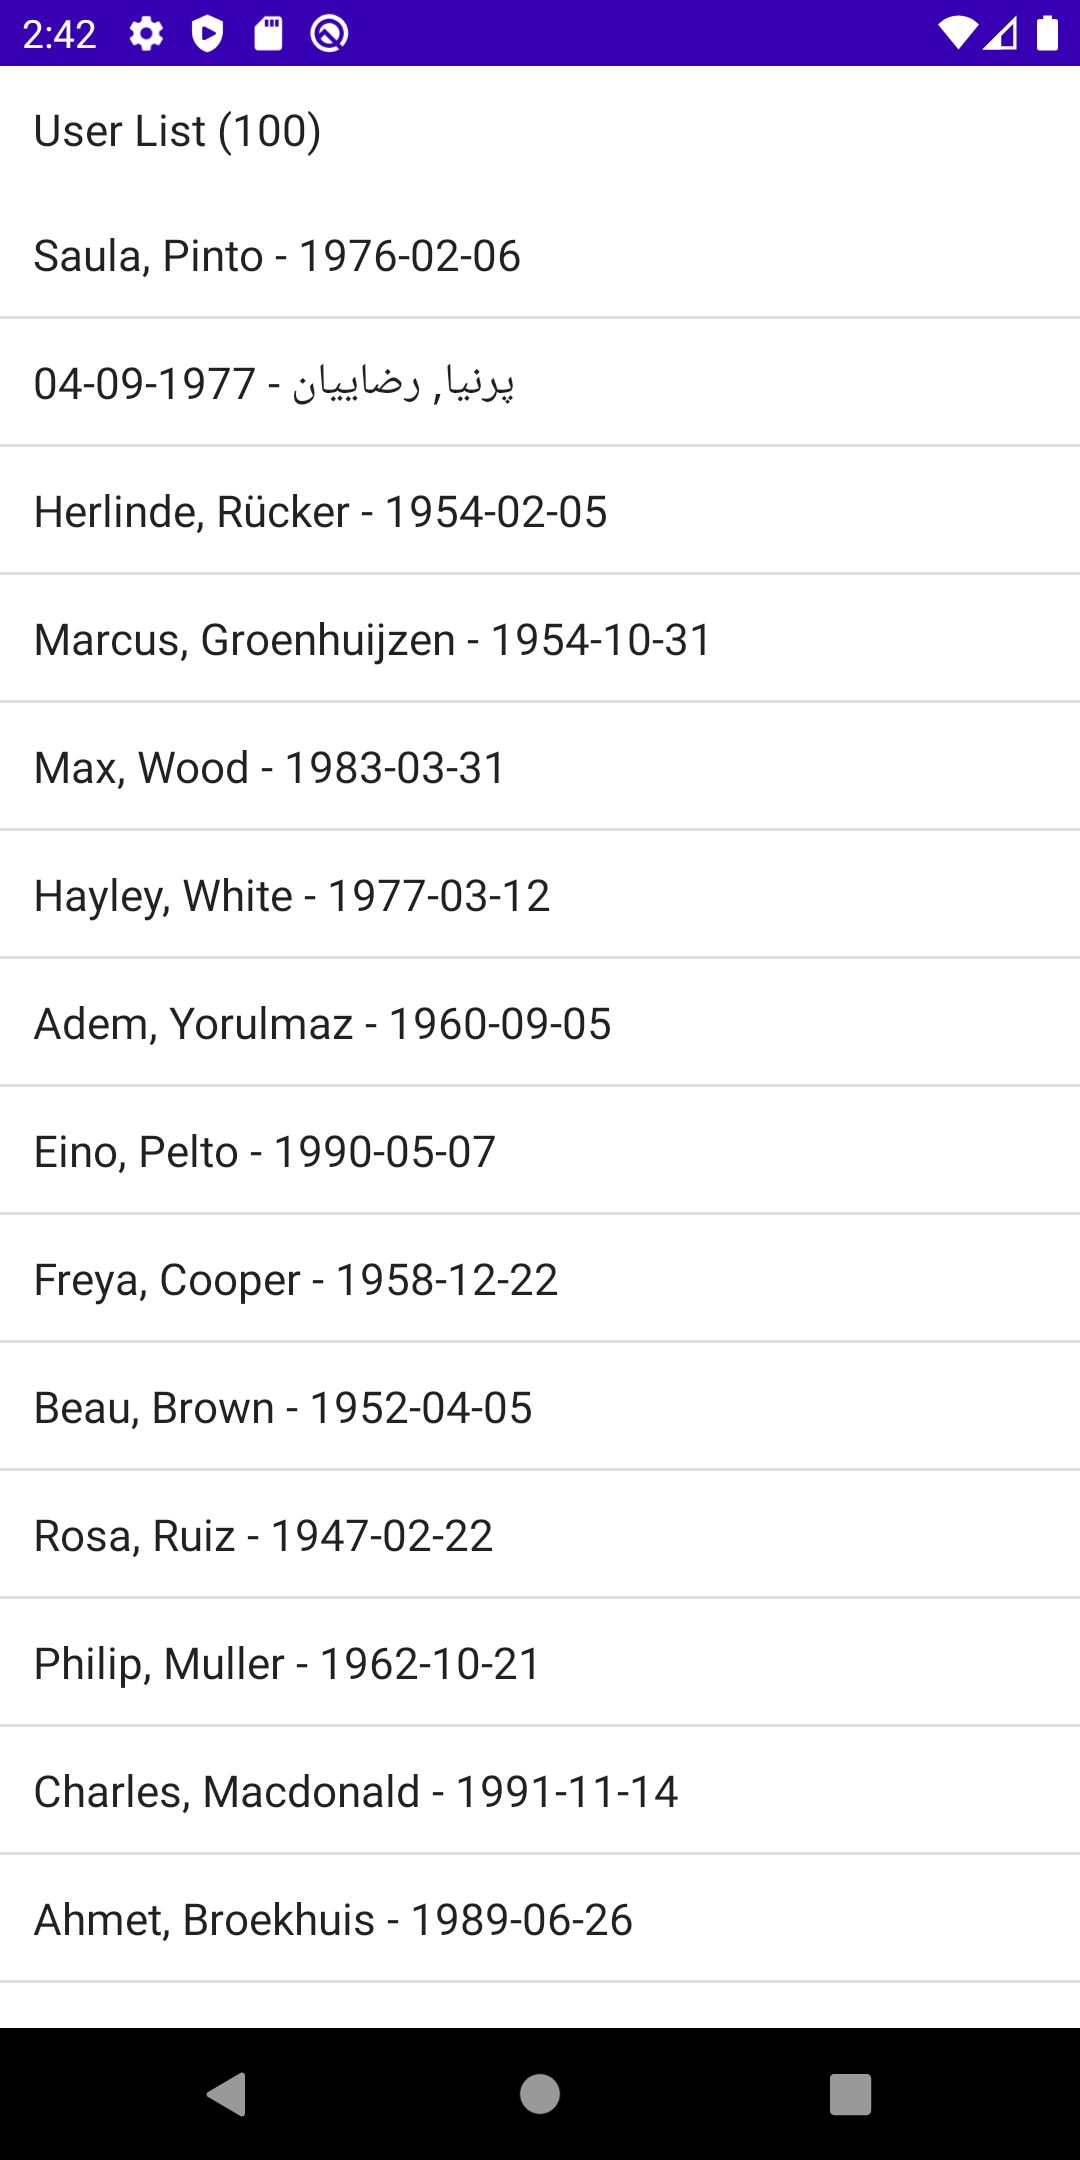 2:42
User List (100)
Saula, Pinto - 1976-02-06
04-09-1977 - پرنیا, رضاییان
Herlinde, Rücker - 1954-02-05
Marcus, Groenhuijzen - 1954-10-31
Max, Wood - 1983-03-31
Hayley, White - 1977-03-12
Adem, Yorulmaz - 1960-09-05
Eino, Pelto - 1990-05-07
Freya, Cooper - 1958-12-22
Beau, Brown - 1952-04-05
Rosa, Ruiz - 1947-02-22
Philip, Muller - 1962-10-21
Charles, Macdonald - 1991-11-14
Ahmet, Broekhuis - 1989-06-26